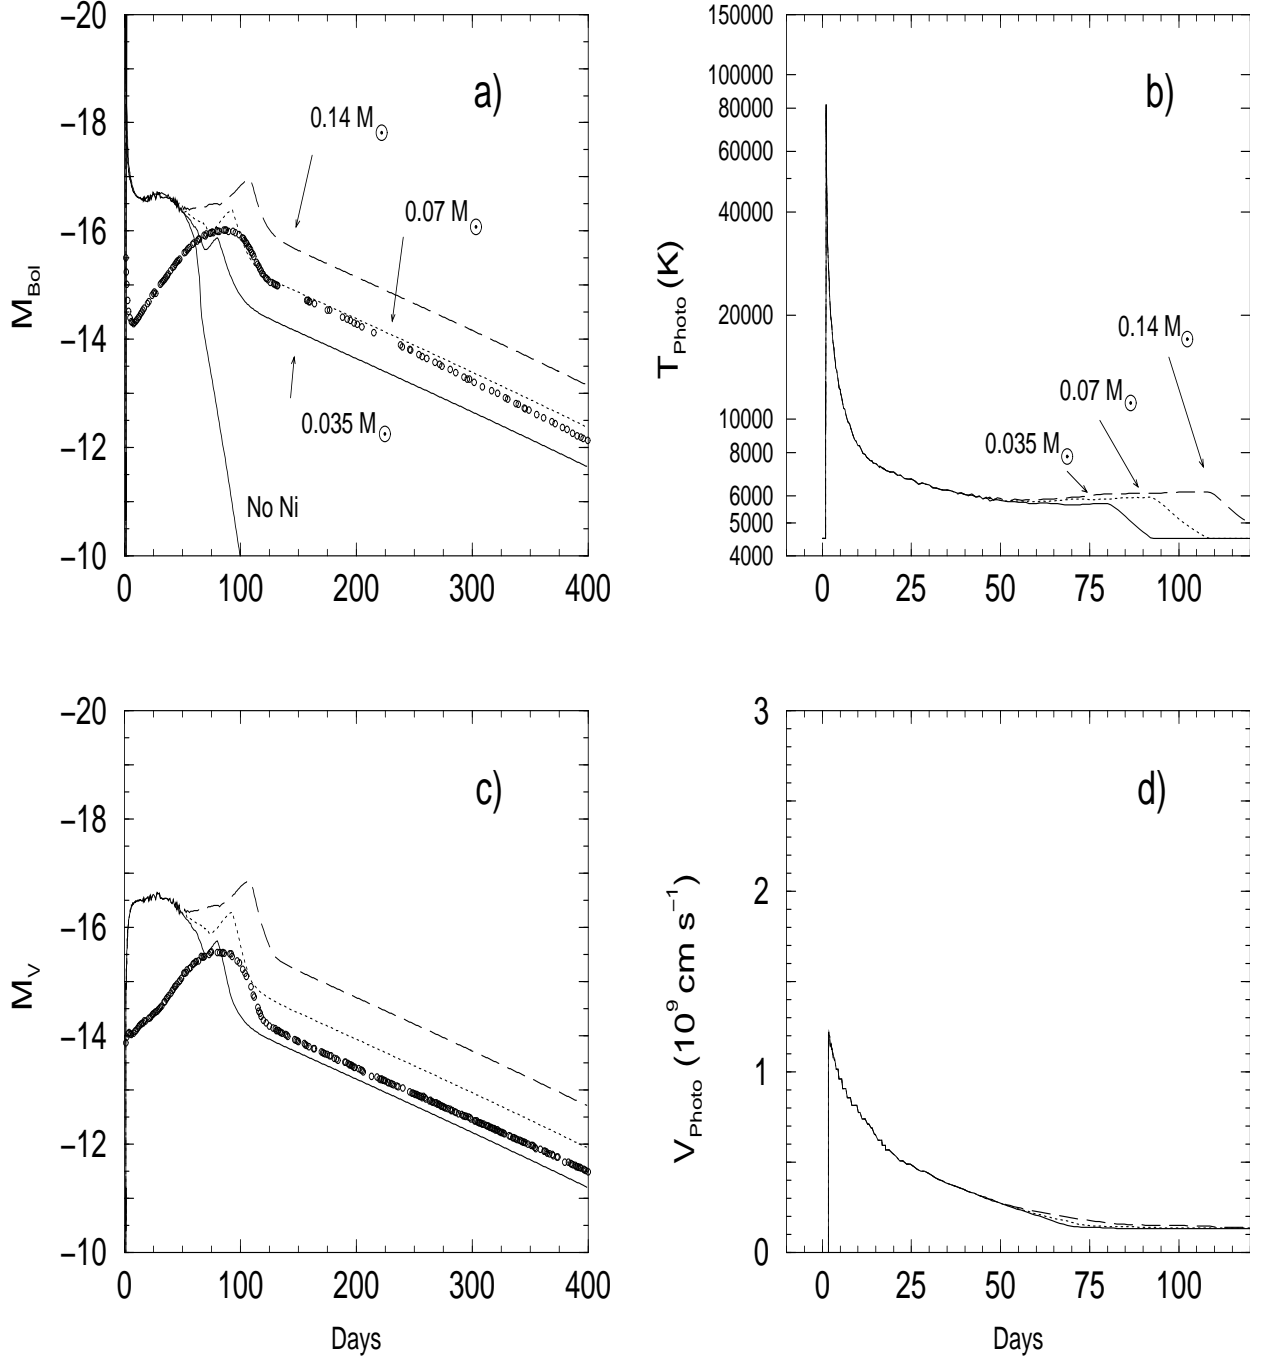 −20
−18
−16
−14
−12
−10
M_Bol
a)
0.14 M⊙
0.07 M⊙
0.035 M⊙
No Ni
0 100 200 300 400
150000
100000
80000
60000
40000
20000
10000
8000
6000
5000
4000
T_Photo (K)
b)
0.14 M⊙
0.07 M⊙
0.035 M⊙
0 25 50 75 100
−20
−18
−16
−14
−12
−10
M_V
c)
0 100 200 300 400
Days
3
2
1
0
V_Photo (10⁹ cm s⁻¹)
d)
0 25 50 75 100
Days